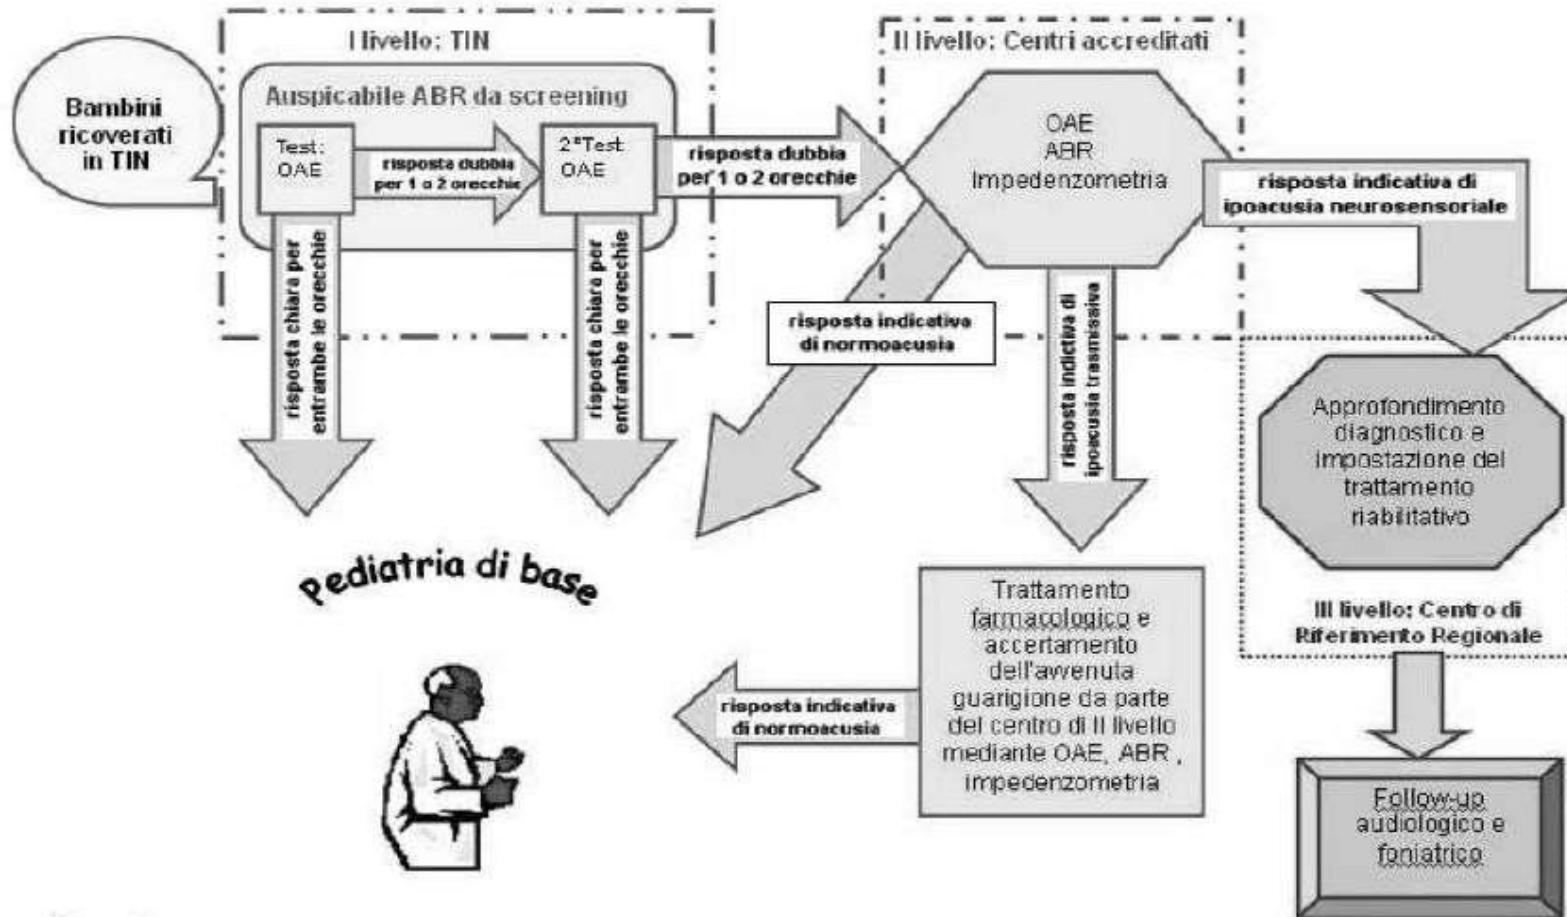 I livello: TIN
II livello: Centri accreditati
Bambini
ricoverati
in TIN
Auspicabile ABR da screening
Test:
OAE
risposta dubbia
per 1 o 2 orecchie
2°Test
OAE
risposta dubbia
per 1 o 2 orecchie
OAE
ABR
Impedenzometria
risposta indicativa di
ipoacusia neurosensoriale
risposta chiara per
entrambe le orecchie
risposta chiara per
entrambe le orecchie
risposta indicativa
di normoacusia
risposta indictiva di
ipoacusia trasmissiva
Approfondimento
diagnostico e
impostazione del
trattamento
riabilitativo
III livello: Centro di
Riferimento Regionale
Pediatria di base
Trattamento
farmacologico e
accertamento
dell'avvenuta
guarigione da parte
del centro di II livello
mediante OAE, ABR ,
impedenzometria
risposta indicativa
di normoacusia
Follow-up
audiologico e
foniatrico